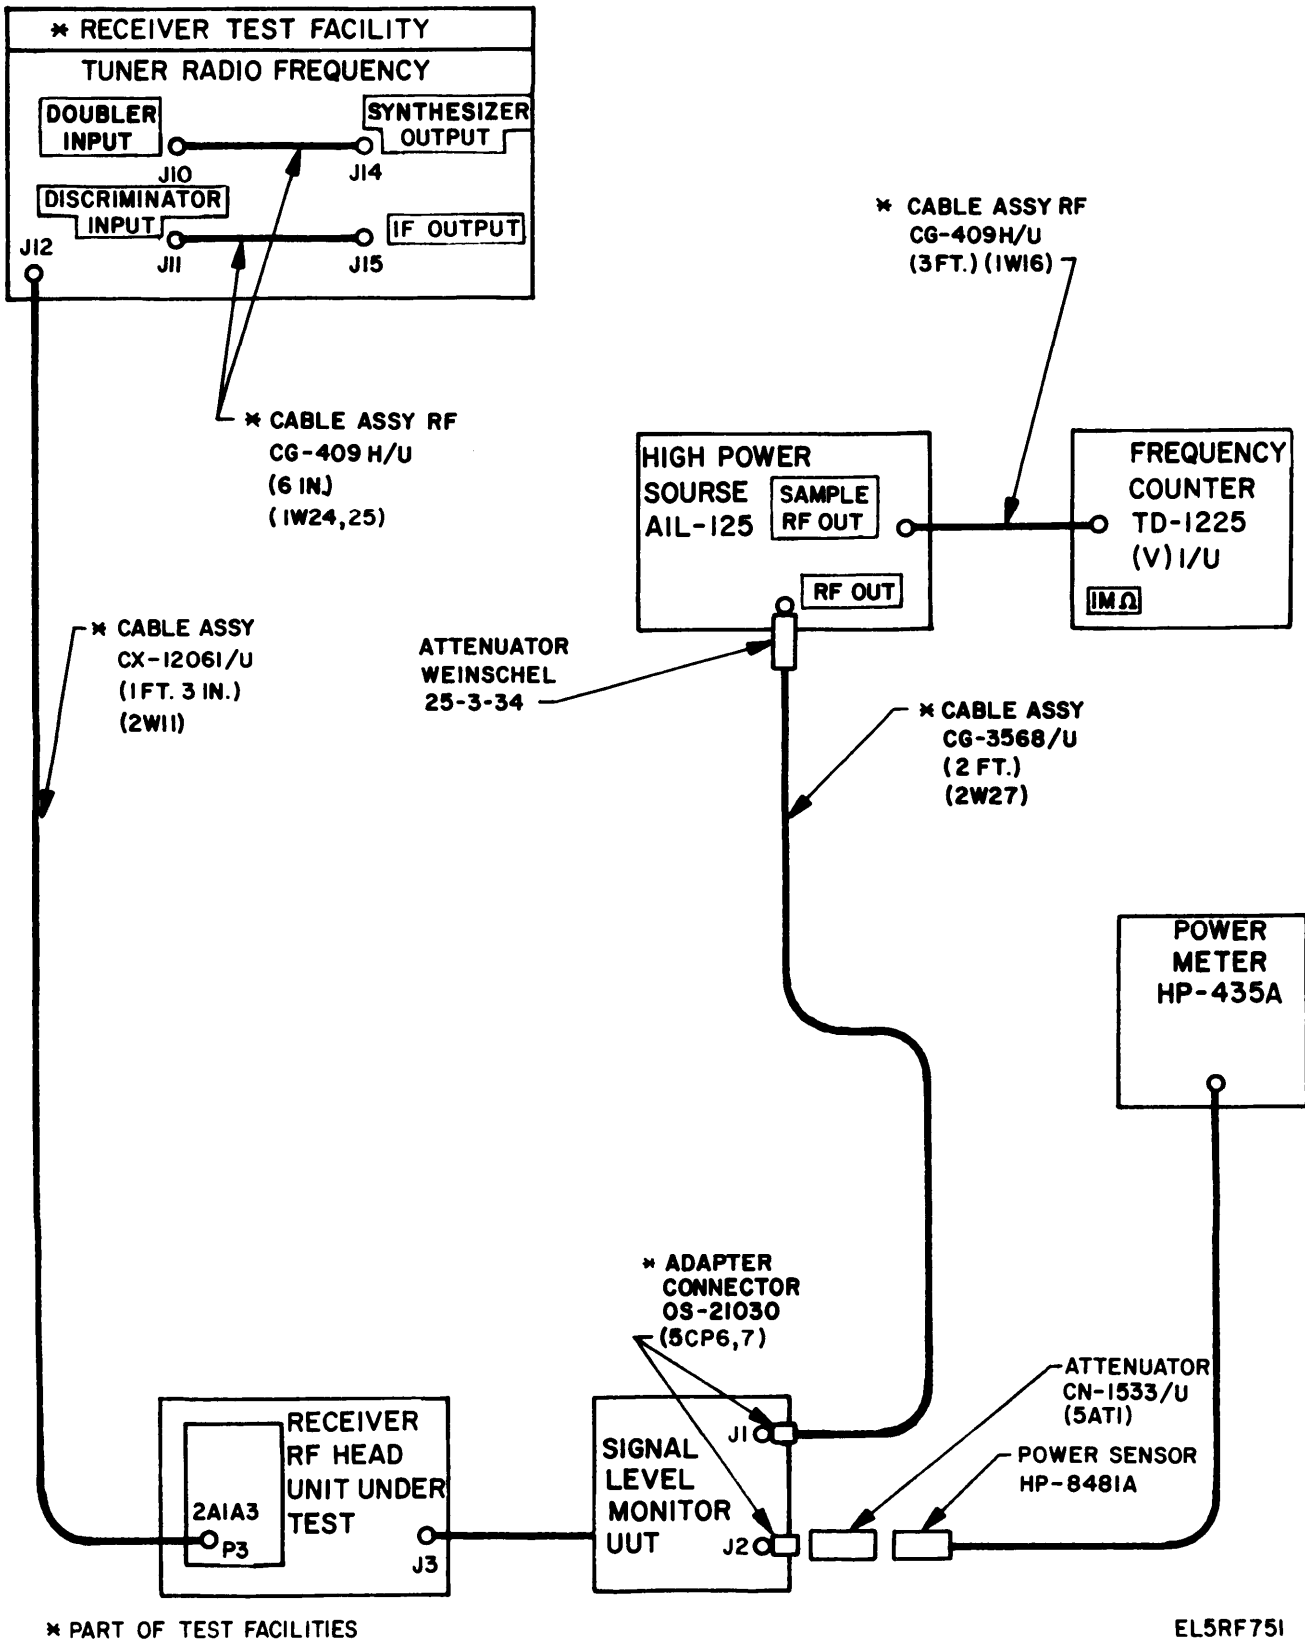 * RECEIVER TEST FACILITY
TUNER RADIO FREQUENCY
DOUBLER
INPUT
SYNTHESIZER
OUTPUT
J10
J14
DISCRIMINATOR
INPUT
IF OUTPUT
J12
J11
J15
* CABLE ASSY RF
CG-409 H/U
(6 IN.)
(1W24,25)
* CABLE ASSY RF
CG-409H/U
(3FT.) (1W16)
HIGH POWER
SOURSE
AIL-125
SAMPLE
RF OUT
RF OUT
FREQUENCY
COUNTER
TD-1225
(V) 1/U
1MΩ
* CABLE ASSY
CX-12061/U
(1FT. 3 IN.)
(2W11)
ATTENUATOR
WEINSCHEL
25-3-34
* CABLE ASSY
CG-3568/U
(2 FT.)
(2W27)
POWER
METER
HP-435A
* ADAPTER
CONNECTOR
OS-21030
(5CP6,7)
ATTENUATOR
CN-1533/U
(5AT1)
POWER SENSOR
HP-8481A
RECEIVER
RF HEAD
UNIT UNDER
TEST
2A1A3
P3
J3
SIGNAL
LEVEL
MONITOR
UUT
J1
J2
* PART OF TEST FACILITIES
EL5RF751